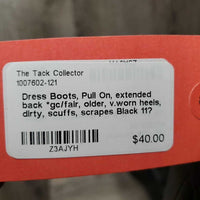 The Tack Collector
1007602-121
Dress Boots, Pull On, extended
back *gc/fair, older, v.worn heels,
dirty, scuffs, scrapes Black 11?
Z3AJYH
$40.00